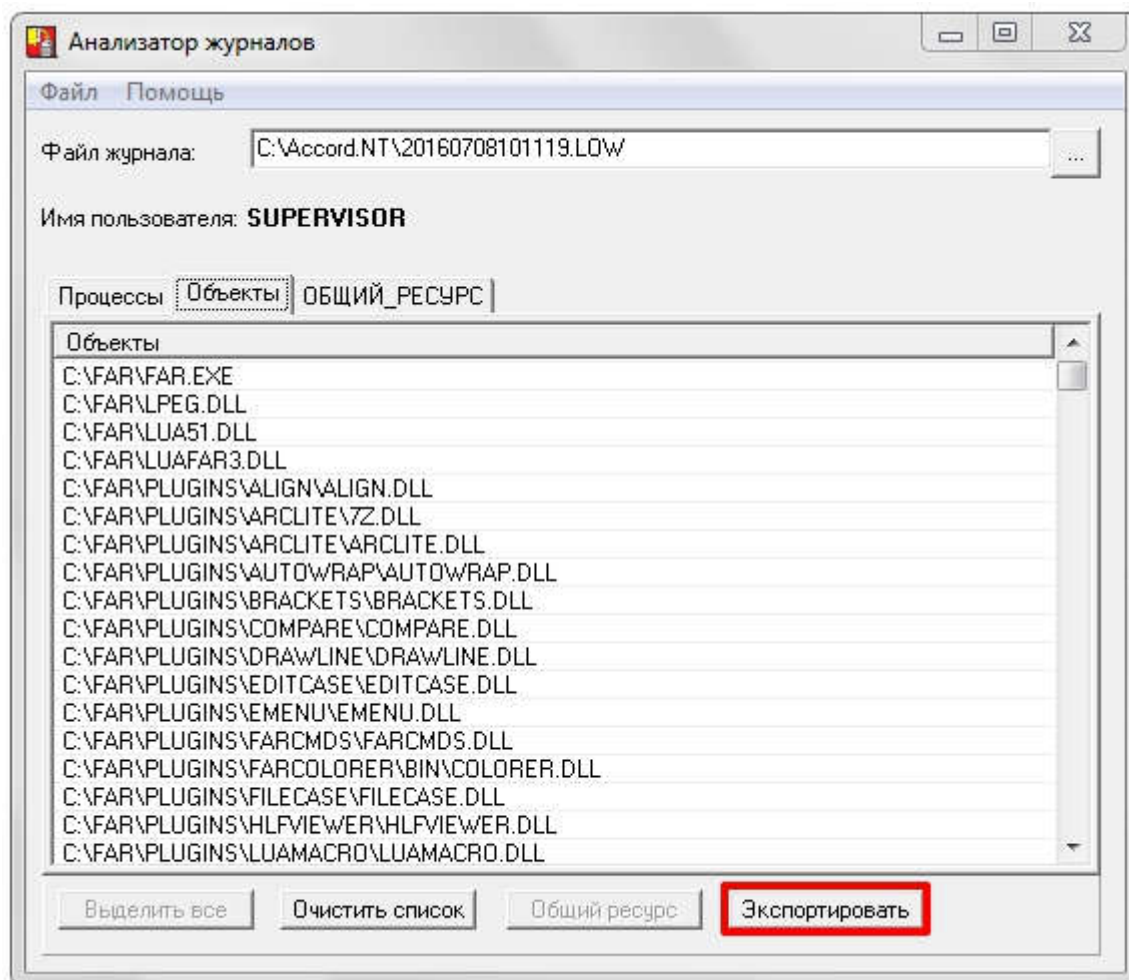 Анализатор журналов
Файл Помощь
Файл журнала: C:\Accord.NT\20160708101119.LOW ...
Имя пользователя: SUPERVISOR
Процессы Объекты ОБЩИЙ_РЕСУРС
Объекты
C:\FAR\FAR.EXE
C:\FAR\LPEG.DLL
C:\FAR\LUA51.DLL
C:\FAR\LUAFAR3.DLL
C:\FAR\PLUGINS\ALIGN\ALIGN.DLL
C:\FAR\PLUGINS\ARCLITE\7Z.DLL
C:\FAR\PLUGINS\ARCLITE\ARCLITE.DLL
C:\FAR\PLUGINS\AUTOWRAP\AUTOWRAP.DLL
C:\FAR\PLUGINS\BRACKETS\BRACKETS.DLL
C:\FAR\PLUGINS\COMPARE\COMPARE.DLL
C:\FAR\PLUGINS\DRAWLINE\DRAWLINE.DLL
C:\FAR\PLUGINS\EDITCASE\EDITCASE.DLL
C:\FAR\PLUGINS\EMENU\EMENU.DLL
C:\FAR\PLUGINS\FARCMDS\FARCMDS.DLL
C:\FAR\PLUGINS\FARCOLORER\BIN\COLORER.DLL
C:\FAR\PLUGINS\FILECASE\FILECASE.DLL
C:\FAR\PLUGINS\HLFVIEWER\HLFVIEWER.DLL
C:\FAR\PLUGINS\LUAMACRO\LUAMACRO.DLL
Выделить все Очистить список Общий ресурс Экспортировать